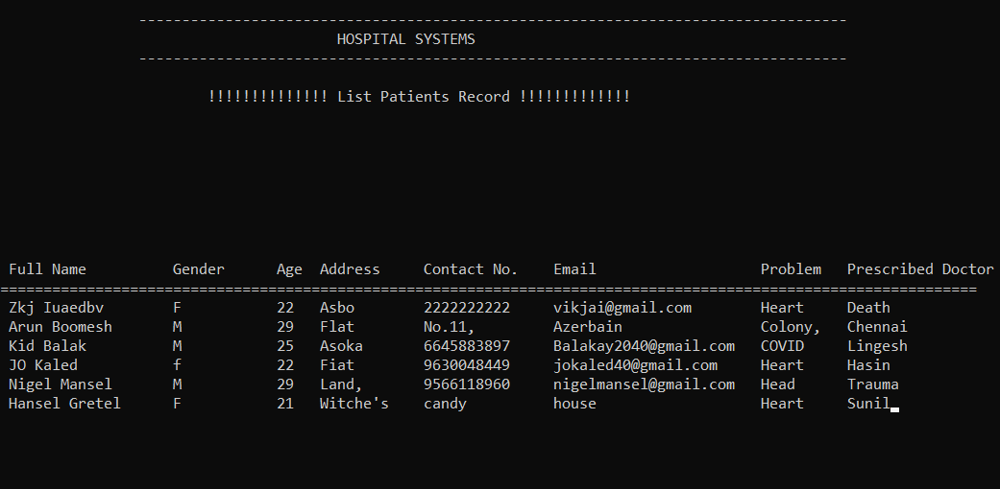 ----------------------------------------------------------------------------------
HOSPITAL SYSTEMS
----------------------------------------------------------------------------------
!!!!!!!!!!!!!! List Patients Record !!!!!!!!!!!!!
Full Name Gender Age Address Contact No. Email Problem Prescribed Doctor
=================================================================================================================
Zkj Iuaedbv F 22 Asbo 2222222222 vikjai@gmail.com Heart Death
Arun Boomesh M 29 Flat No.11, Azerbain Colony, Chennai
Kid Balak M 25 Asoka 6645883897 Balakay2040@gmail.com COVID Lingesh
JO Kaled f 22 Fiat 9630048449 jokaled40@gmail.com Heart Hasin
Nigel Mansel M 29 Land, 9566118960 nigelmansel@gmail.com Head Trauma
Hansel Gretel F 21 Witche's candy house Heart Sunil